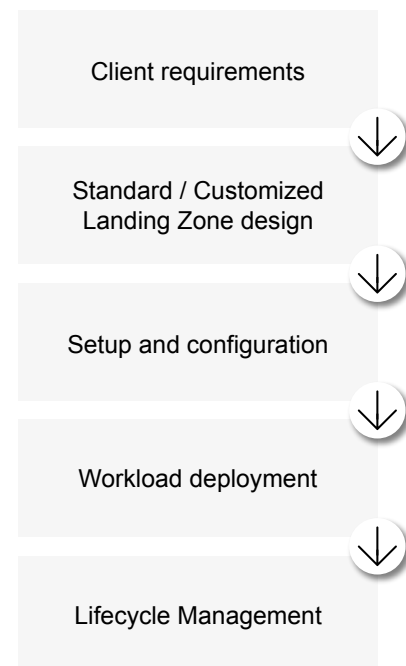 Client requirements
Standard / Customized
Landing Zone design
Setup and configuration
Workload deployment
Lifecycle Management